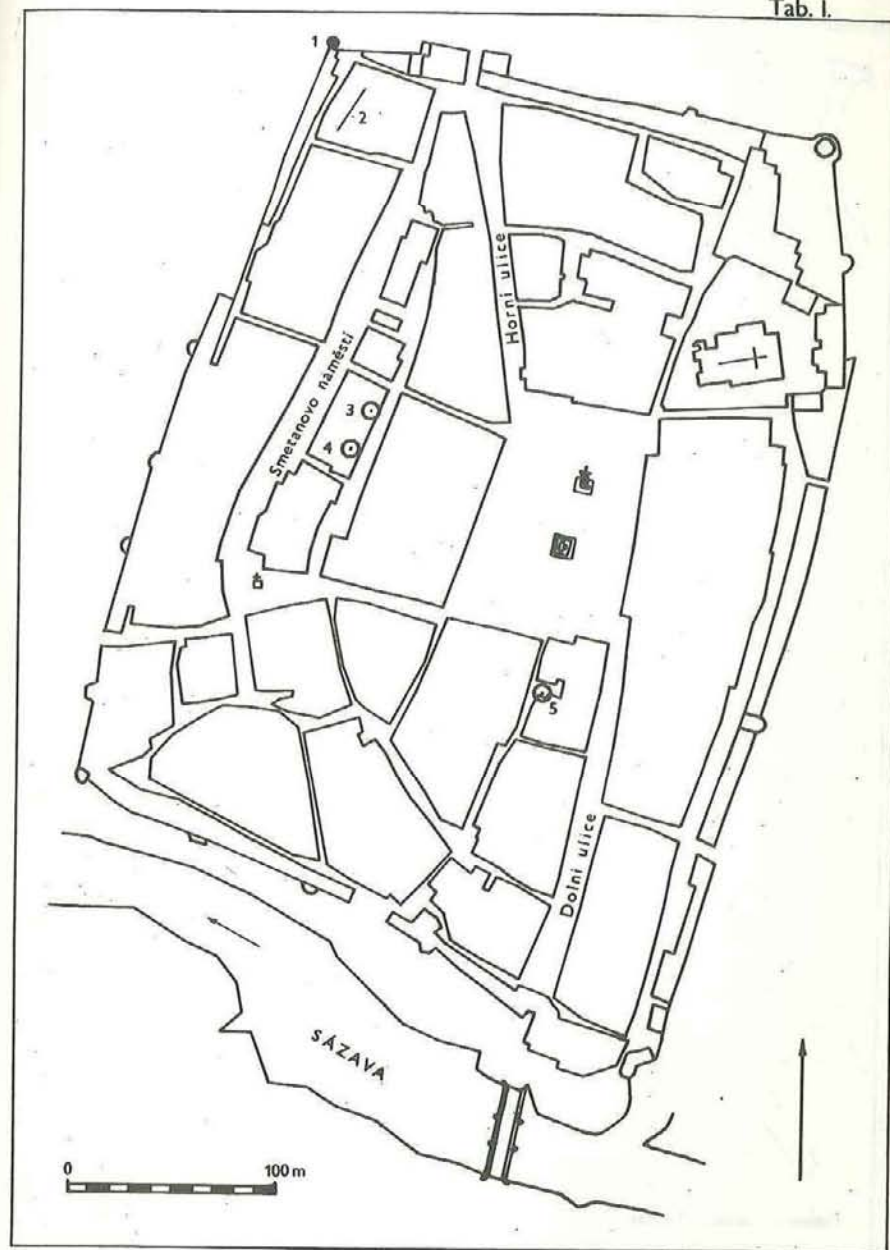 Tab. I.
1
2
Horní ulice
Smetanovo náměstí
3
4
5
Dolní ulice
SÁZAVA
0 100 m